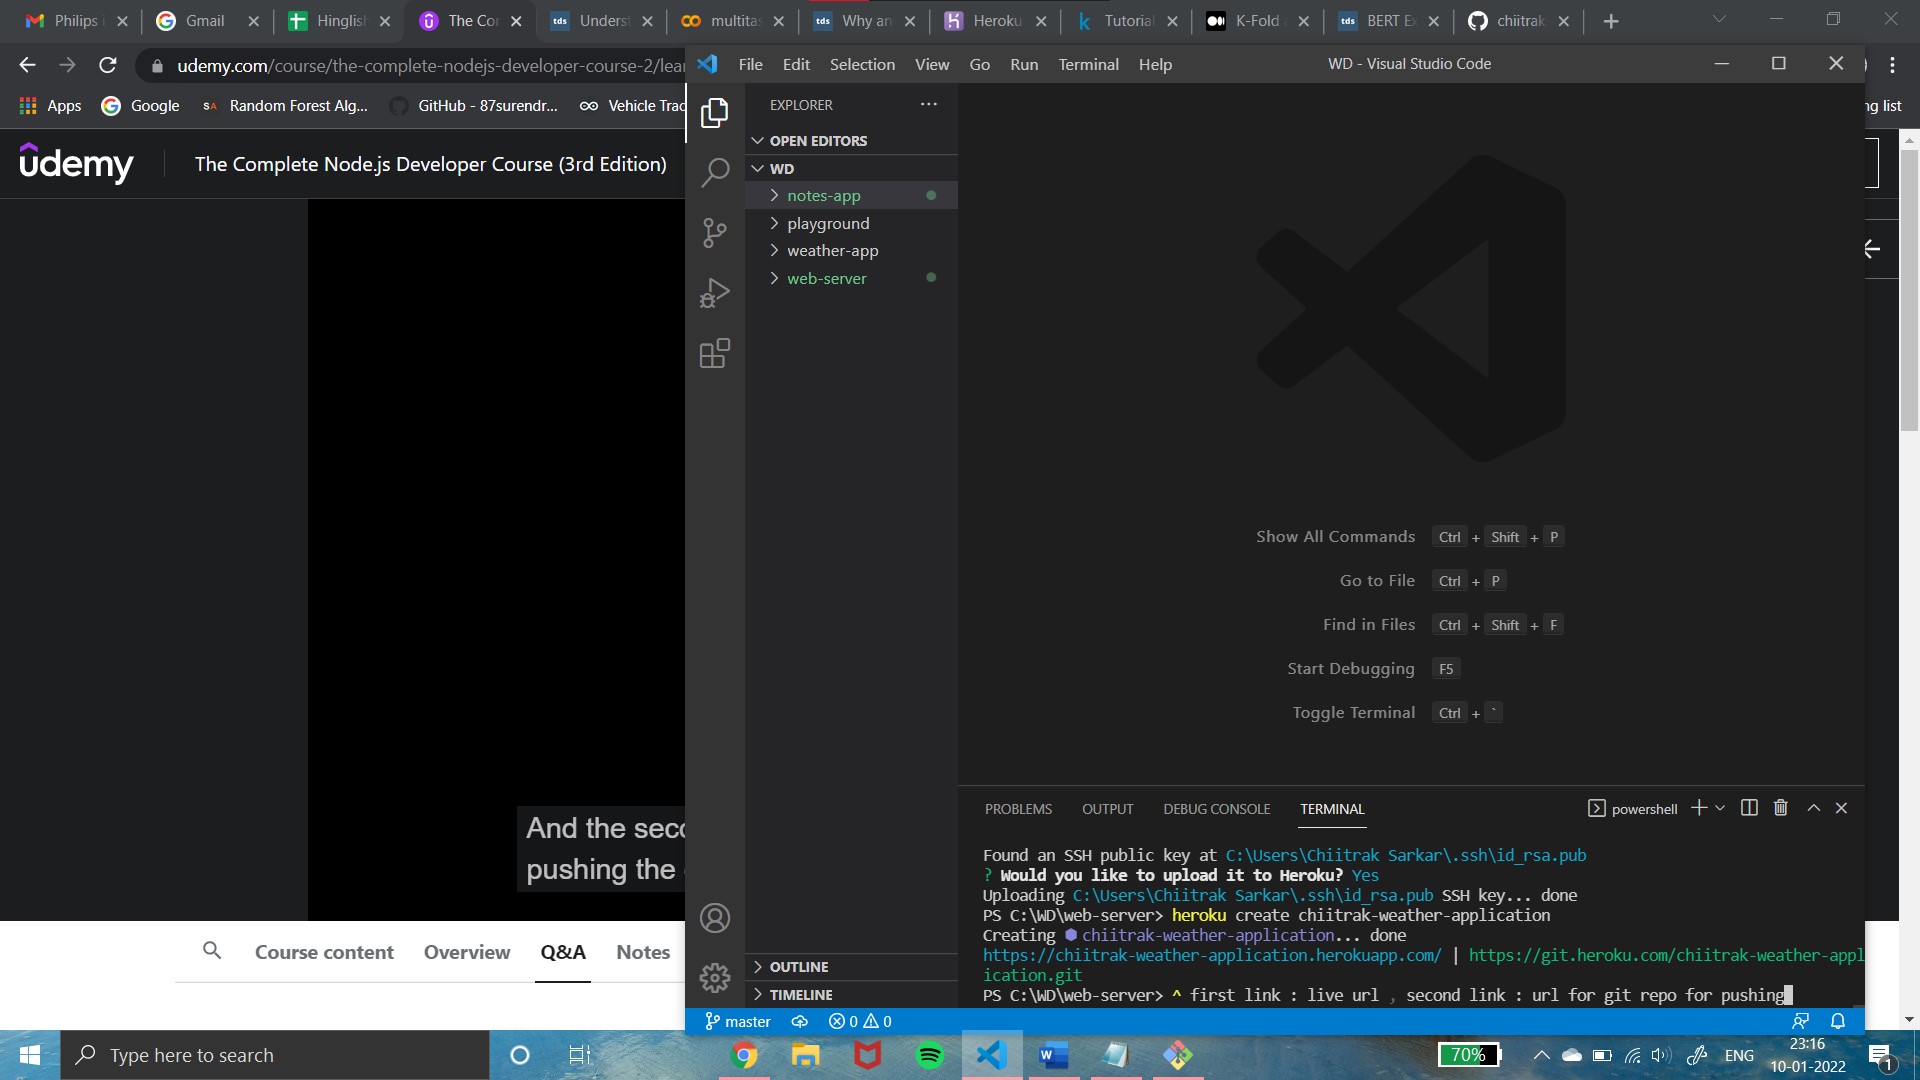 Philips i
Gmail
Hinglish
The Cor
Underst
multitas
Why an
Heroku
Tutorial
K-Fold
BERT Ex
chiitrak
udemy.com/course/the-complete-nodejs-developer-course-2/lear
Apps
Google
Random Forest Alg...
GitHub - 87surendr...
Vehicle Trac
ng list
udemy
The Complete Node.js Developer Course (3rd Edition)
File Edit Selection View Go Run Terminal Help
WD - Visual Studio Code
EXPLORER
OPEN EDITORS
WD
notes-app
playground
weather-app
web-server
OUTLINE
TIMELINE
Show All Commands Ctrl + Shift + P
Go to File Ctrl + P
Find in Files Ctrl + Shift + F
Start Debugging F5
Toggle Terminal Ctrl + `
PROBLEMS OUTPUT DEBUG CONSOLE TERMINAL
powershell
Found an SSH public key at C:\Users\Chiitrak Sarkar\.ssh\id_rsa.pub
? Would you like to upload it to Heroku? Yes
Uploading C:\Users\Chiitrak Sarkar\.ssh\id_rsa.pub SSH key... done
PS C:\WD\web-server> heroku create chiitrak-weather-application
Creating ⬢ chiitrak-weather-application... done
https://chiitrak-weather-application.herokuapp.com/ | https://git.heroku.com/chiitrak-weather-appl
ication.git
PS C:\WD\web-server> ^ first link : live url , second link : url for git repo for pushing
master
0
0
And the seco
pushing the
Course content Overview Q&A Notes
Type here to search
70%
ENG
23:16
10-01-2022
1